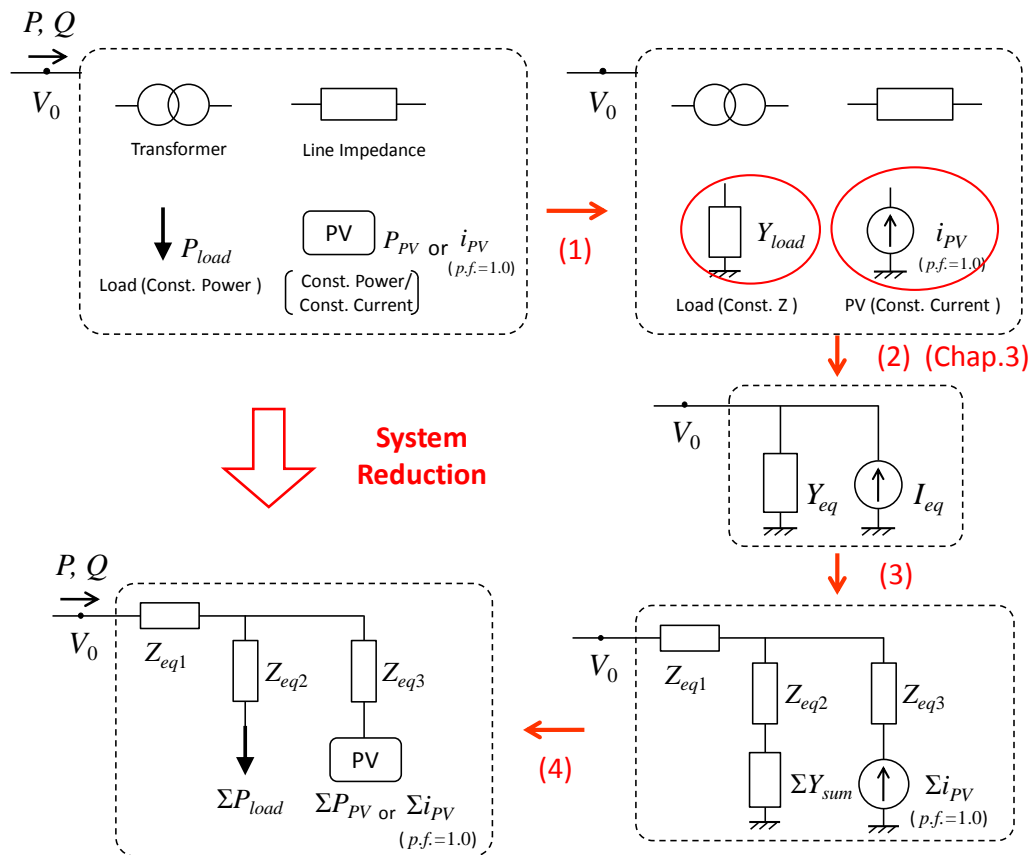 P, Q
V0
Transformer
Line Impedance
Pload
Load (Const. Power )
PV
PPV or iPV
( p.f.=1.0)
Const. Power/
Const. Current
(1)
V0
Yload
Load (Const. Z )
iPV
( p.f.=1.0)
PV (Const. Current )
(2) (Chap.3)
V0
Yeq
Ieq
System
Reduction
(3)
P, Q
V0
Zeq1
Zeq2
Zeq3
PV
ΣPload
ΣPPV or ΣiPV
( p.f.=1.0)
(4)
V0
Zeq1
Zeq2
Zeq3
ΣYsum
ΣiPV
( p.f.=1.0)